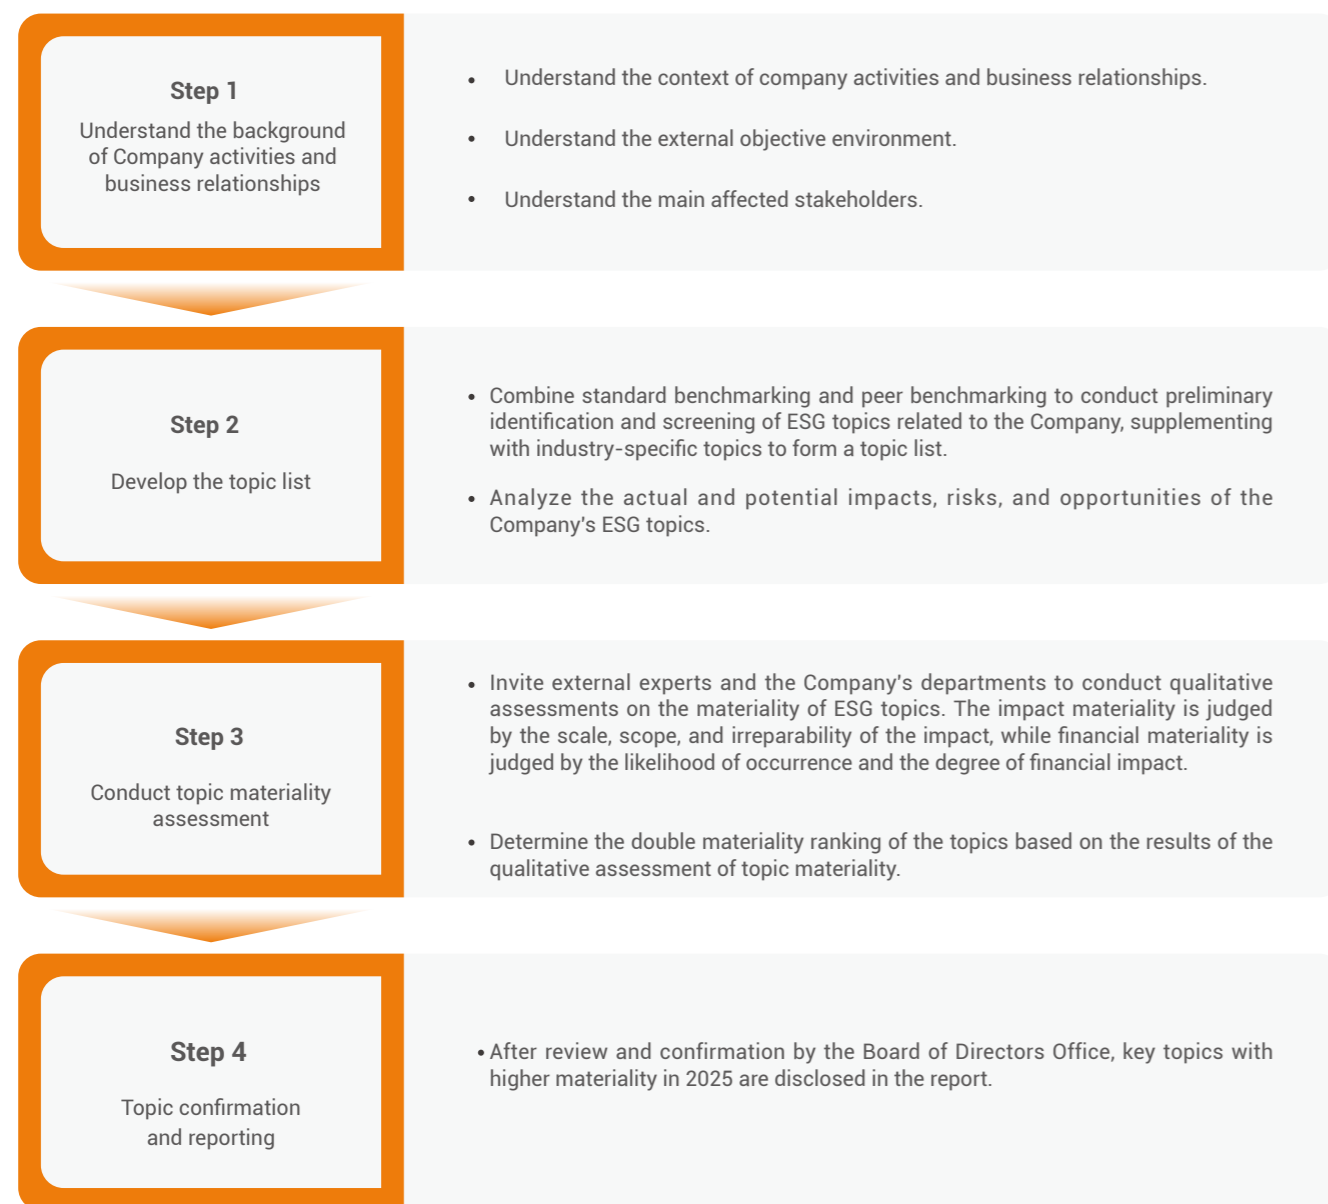 Step 1
Understand the background
of Company activities and
business relationships
• Understand the context of company activities and business relationships.
• Understand the external objective environment.
• Understand the main affected stakeholders.
Step 2
Develop the topic list
• Combine standard benchmarking and peer benchmarking to conduct preliminary
identification and screening of ESG topics related to the Company, supplementing
with industry-specific topics to form a topic list.
• Analyze the actual and potential impacts, risks, and opportunities of the
Company's ESG topics.
Step 3
Conduct topic materiality
assessment
• Invite external experts and the Company's departments to conduct qualitative
assessments on the materiality of ESG topics. The impact materiality is judged
by the scale, scope, and irreparability of the impact, while financial materiality is
judged by the likelihood of occurrence and the degree of financial impact.
• Determine the double materiality ranking of the topics based on the results of the
qualitative assessment of topic materiality.
Step 4
Topic confirmation
and reporting
• After review and confirmation by the Board of Directors Office, key topics with
higher materiality in 2025 are disclosed in the report.